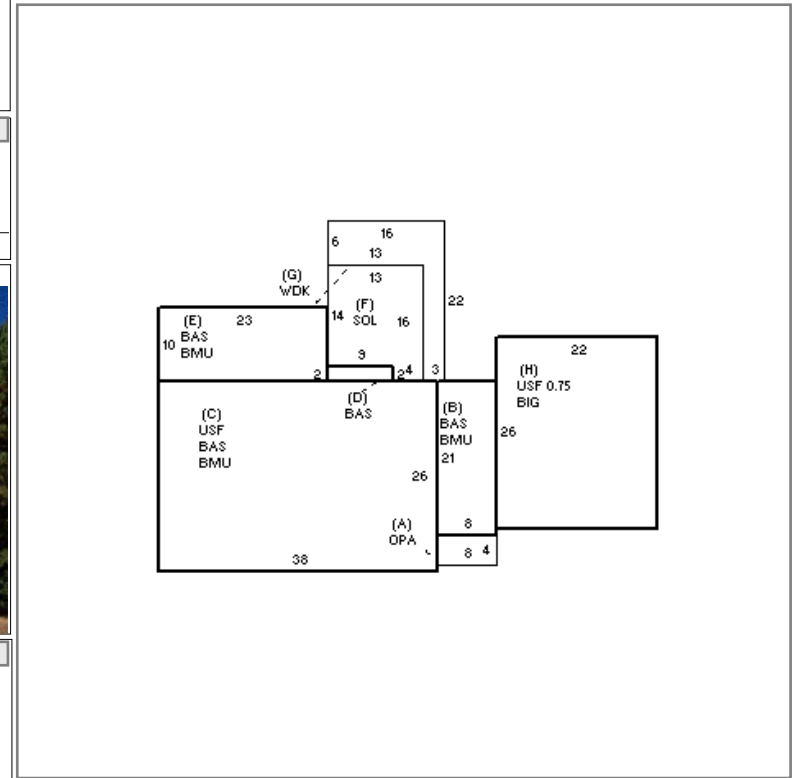 16
6
13
(G)
WDK
13
22
(F)
SOL
14
16
(E)
BAS
BMU
23
10
9
2
2
4
3
22
(H)
USF 0.75
BIG
26
(D)
BAS
(C)
USF
BAS
BMU
(B)
BAS
BMU
21
26
(A)
OPA
8
8
4
38